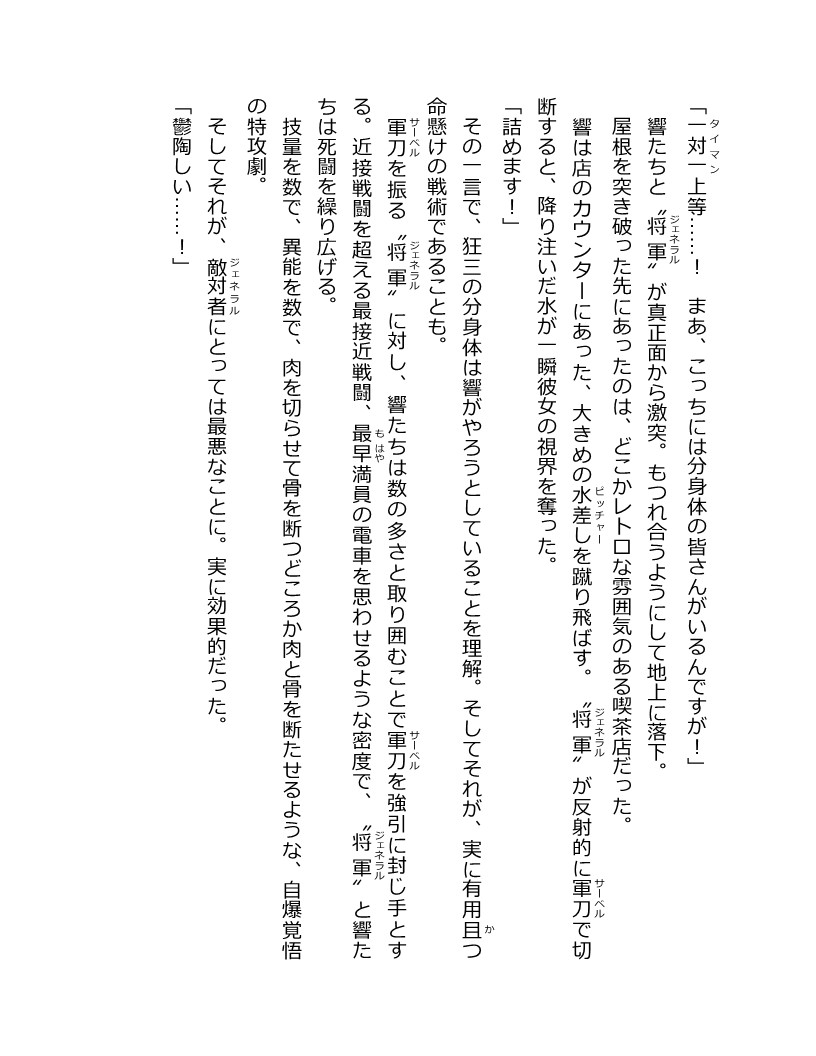 「一対一上等……！　まあ、こっちには分身体の皆さんがいるんですが！」
響たちと〝将軍〟が真正面から激突。もつれ合うようにして地上に落下。
屋根を突き破った先にあったのは、どこかレトロな雰囲気のある喫茶店だった。
響は店のカウンターにあった、大きめの水差しを蹴り飛ばす。〝将軍〟が反射的に軍刀で切
断すると、降り注いだ水が一瞬彼女の視界を奪った。
「詰めます！」
その一言で、狂三の分身体は響がやろうとしていることを理解。そしてそれが、実に有用且つ
命懸けの戦術であることも。
軍刀を振る〝将軍〟に対し、響たちは数の多さと取り囲むことで軍刀を強引に封じ手とす
る。近接戦闘を超える最接近戦闘、最早満員の電車を思わせるような密度で、〝将軍〟と響た
ちは死闘を繰り広げる。
技量を数で、異能を数で、肉を切らせて骨を断つどころか肉と骨を断たせるような、自爆覚悟
の特攻劇。
そしてそれが、敵対者にとっては最悪なことに。実に効果的だった。
「鬱陶しい……！」